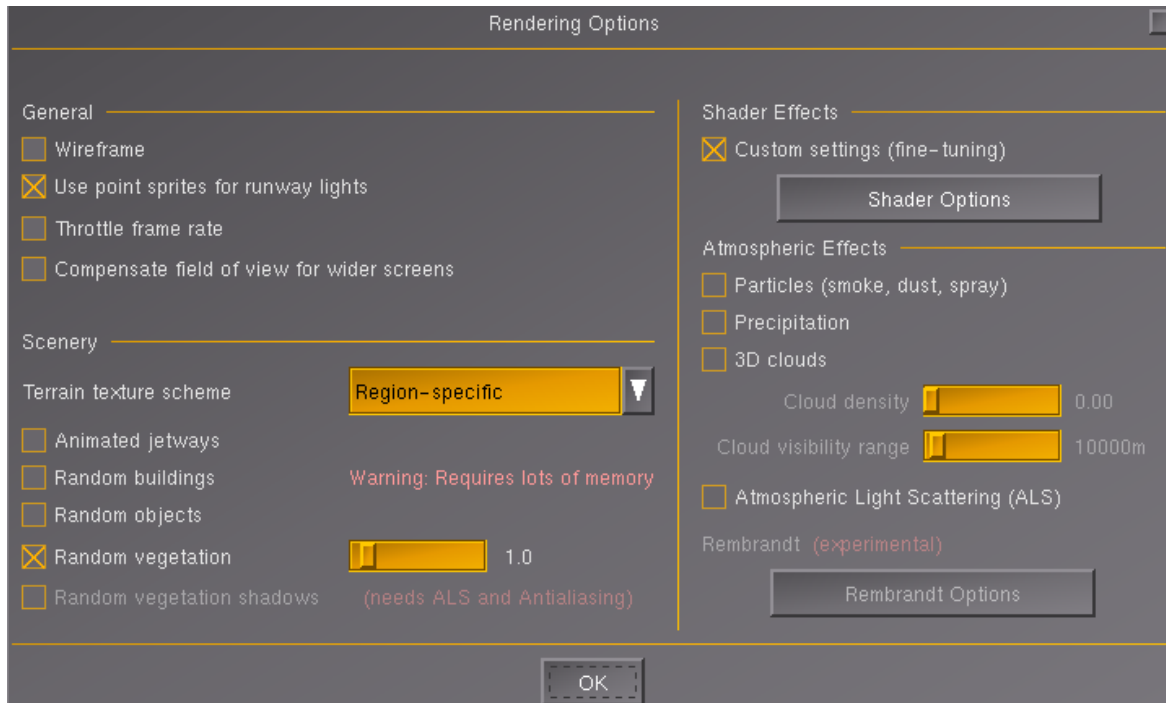 Rendering Options
General
Wireframe
Use point sprites for runway lights
Throttle frame rate
Compensate field of view for wider screens
Scenery
Terrain texture scheme Region-specific
Animated jetways
Random buildings Warning: Requires lots of memory
Random objects
Random vegetation 1.0
Random vegetation shadows (needs ALS and Antialiasing)
Shader Effects
Custom settings (fine-tuning)
Shader Options
Atmospheric Effects
Particles (smoke, dust, spray)
Precipitation
3D clouds
Cloud density 0.00
Cloud visibility range 10000m
Atmospheric Light Scattering (ALS)
Rembrandt (experimental)
Rembrandt Options
OK